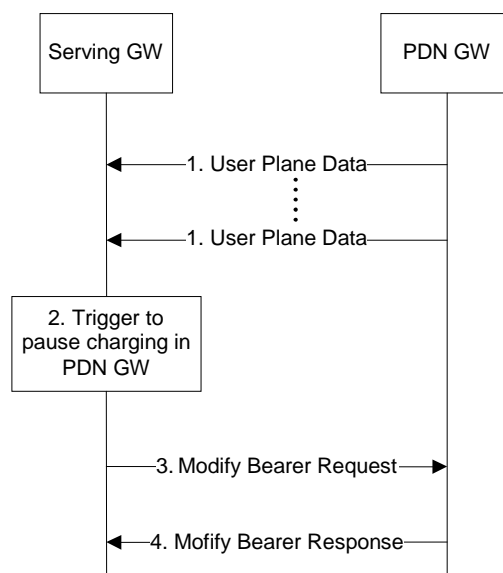 Serving GW
PDN GW
1. User Plane Data
1. User Plane Data
2. Trigger to
pause charging in
PDN GW
3. Modify Bearer Request
4. Mofify Bearer Response